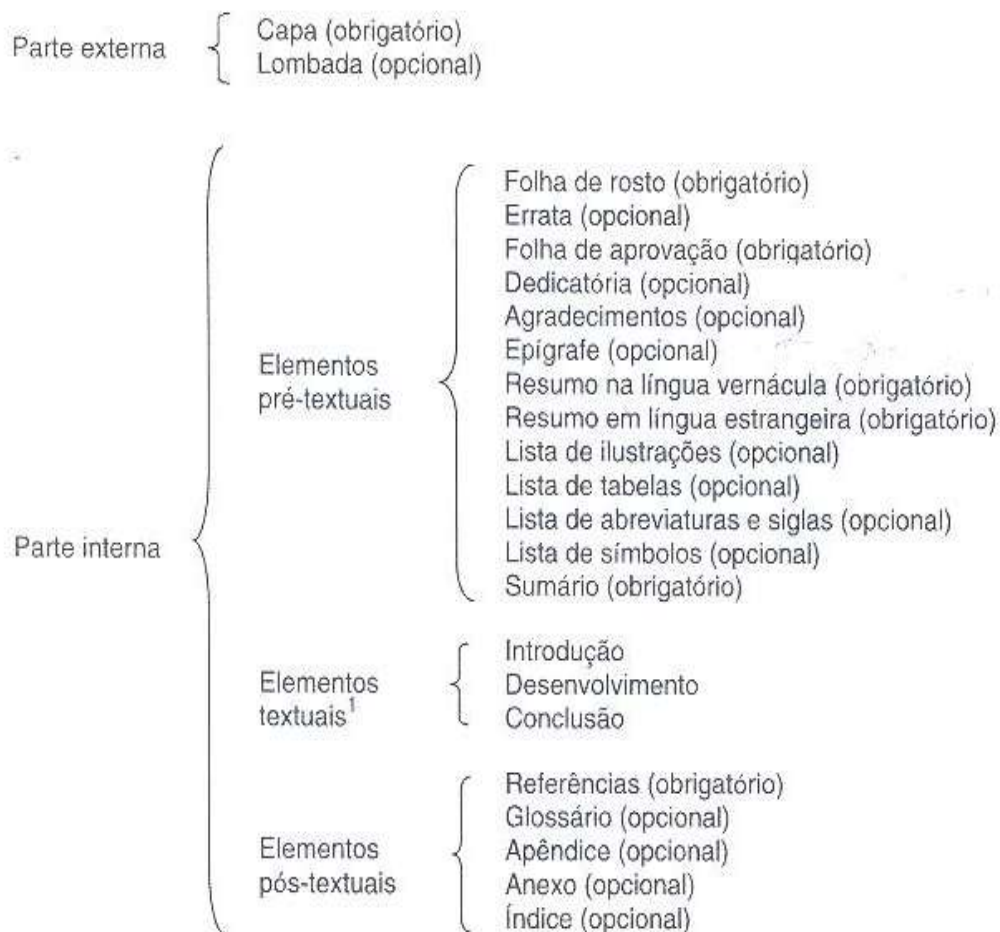 Parte externa
Capa (obrigatório)
Lombada (opcional)
Parte interna
Elementos
pré-textuais
Folha de rosto (obrigatório)
Errata (opcional)
Folha de aprovação (obrigatório)
Dedicatória (opcional)
Agradecimentos (opcional)
Epígrafe (opcional)
Resumo na língua vernácula (obrigatório)
Resumo em língua estrangeira (obrigatório)
Lista de ilustrações (opcional)
Lista de tabelas (opcional)
Lista de abreviaturas e siglas (opcional)
Lista de símbolos (opcional)
Sumário (obrigatório)
Elementos
textuais¹
Introdução
Desenvolvimento
Conclusão
Elementos
pós-textuais
Referências (obrigatório)
Glossário (opcional)
Apêndice (opcional)
Anexo (opcional)
Índice (opcional)